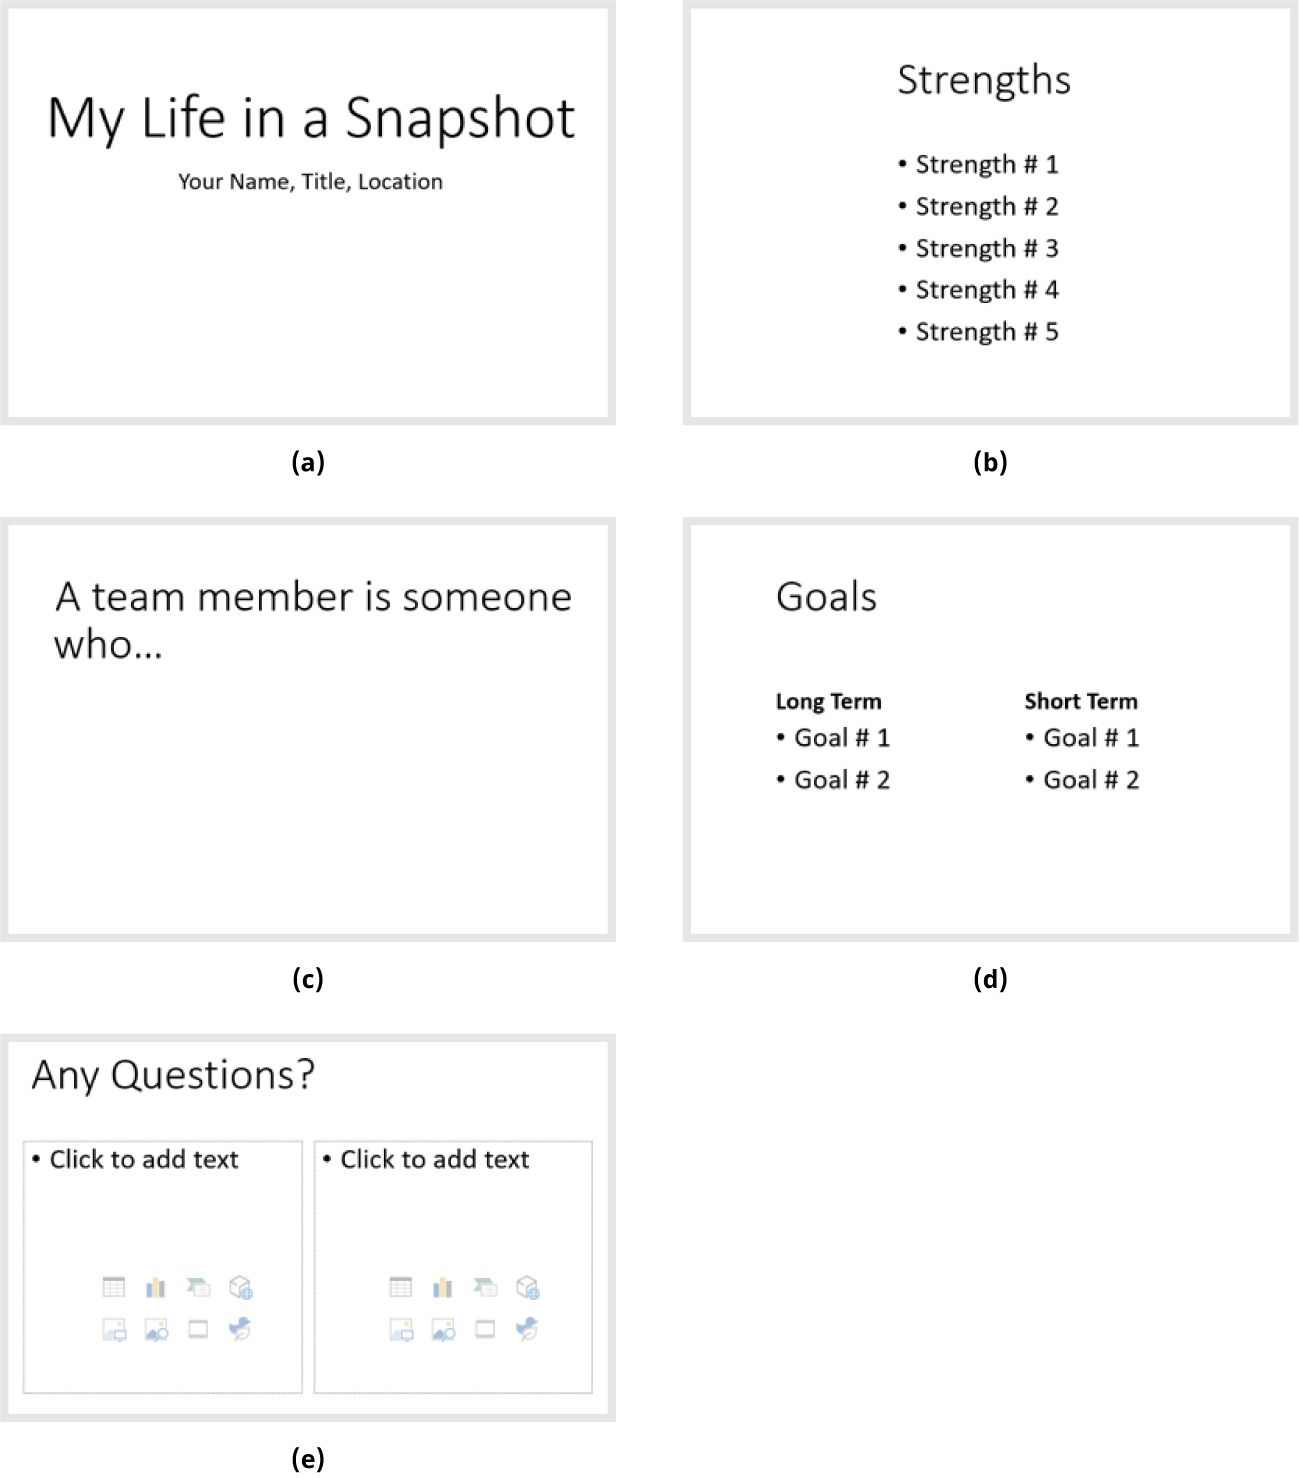 My Life in a Snapshot
Your Name, Title, Location
(a)
Strengths
• Strength # 1
• Strength # 2
• Strength # 3
• Strength # 4
• Strength # 5
(b)
A team member is someone
who...
(c)
Goals
Long Term
• Goal # 1
• Goal # 2
Short Term
• Goal # 1
• Goal # 2
(d)
Any Questions?
• Click to add text
• Click to add text
(e)